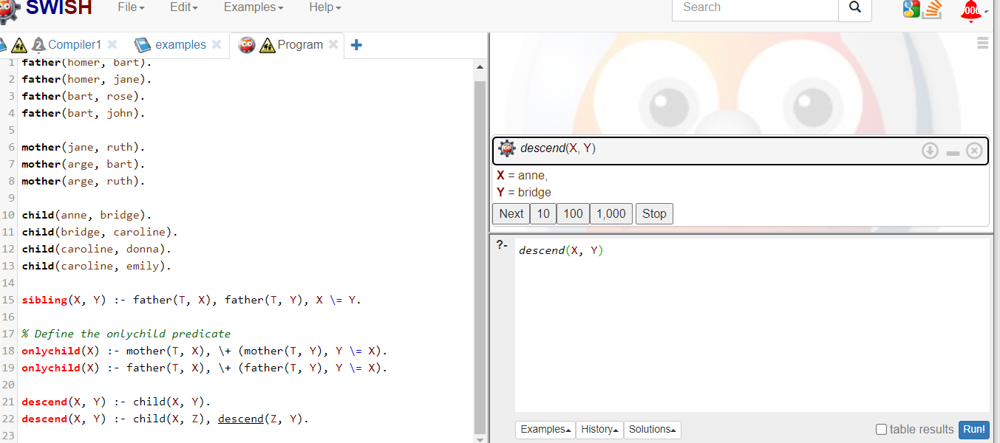 SWISH File Edit Examples Help Search
2 Compiler1 examples Program
1 father(homer, bart).
2 father(homer, jane).
3 father(bart, rose).
4 father(bart, john).
5
6 mother(jane, ruth).
7 mother(arge, bart).
8 mother(arge, ruth).
9
10 child(anne, bridge).
11 child(bridge, caroline).
12 child(caroline, donna).
13 child(caroline, emily).
14
15 sibling(X, Y) :- father(T, X), father(T, Y), X \= Y.
16
17 % Define the onlychild predicate
18 onlychild(X) :- mother(T, X), \+ (mother(T, Y), Y \= X).
19 onlychild(X) :- father(T, X), \+ (father(T, Y), Y \= X).
20
21 descend(X, Y) :- child(X, Y).
22 descend(X, Y) :- child(X, Z), descend(Z, Y).
23
descend(X, Y)
X = anne,
Y = bridge
Next 10 100 1,000 Stop
?- descend(X, Y)
Examples History Solutions table results Run!